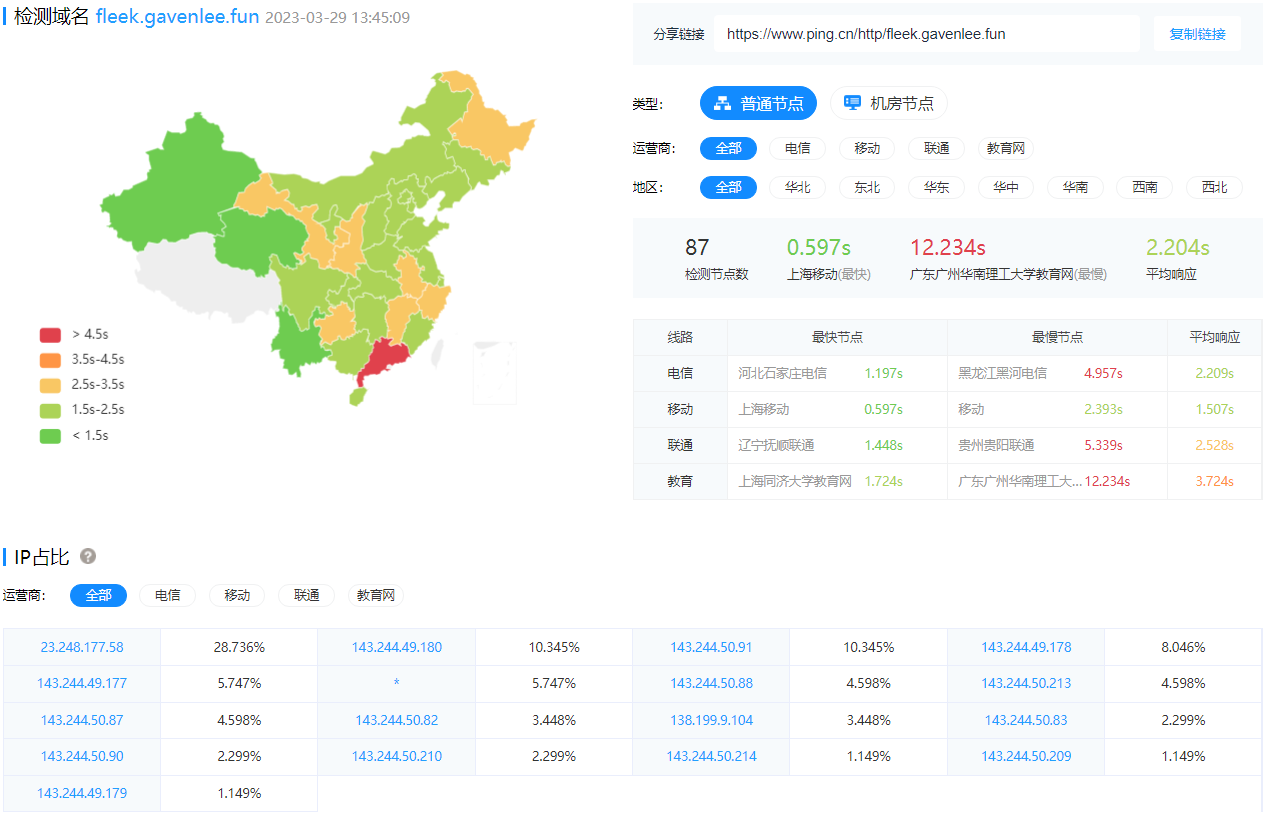 检测域名 fleek.gavenlee.fun 2023-03-29 13:45:09
> 4.5s
3.5s-4.5s
2.5s-3.5s
1.5s-2.5s
< 1.5s
分享链接 https://www.ping.cn/http/fleek.gavenlee.fun 复制链接
类型: 普通节点 机房节点
运营商: 全部 电信 移动 联通 教育网
地区: 全部 华北 东北 华东 华中 华南 西南 西北
87 0.597s 12.234s 2.204s
检测节点数 上海移动(最快) 广东广州华南理工大学教育网(最慢) 平均响应
线路 最快节点 最慢节点 平均响应
电信 河北石家庄电信 1.197s 黑龙江黑河电信 4.957s 2.209s
移动 上海移动 0.597s 移动 2.393s 1.507s
联通 辽宁抚顺联通 1.448s 贵州贵阳联通 5.339s 2.528s
教育 上海同济大学教育网 1.724s 广东广州华南理工大... 12.234s 3.724s
IP占比 ?
运营商: 全部 电信 移动 联通 教育网
23.248.177.58 28.736% 143.244.49.180 10.345% 143.244.50.91 10.345% 143.244.49.178 8.046%
143.244.49.177 5.747% * 5.747% 143.244.50.88 4.598% 143.244.50.213 4.598%
143.244.50.87 4.598% 143.244.50.82 3.448% 138.199.9.104 3.448% 143.244.50.83 2.299%
143.244.50.90 2.299% 143.244.50.210 2.299% 143.244.50.214 1.149% 143.244.50.209 1.149%
143.244.49.179 1.149%